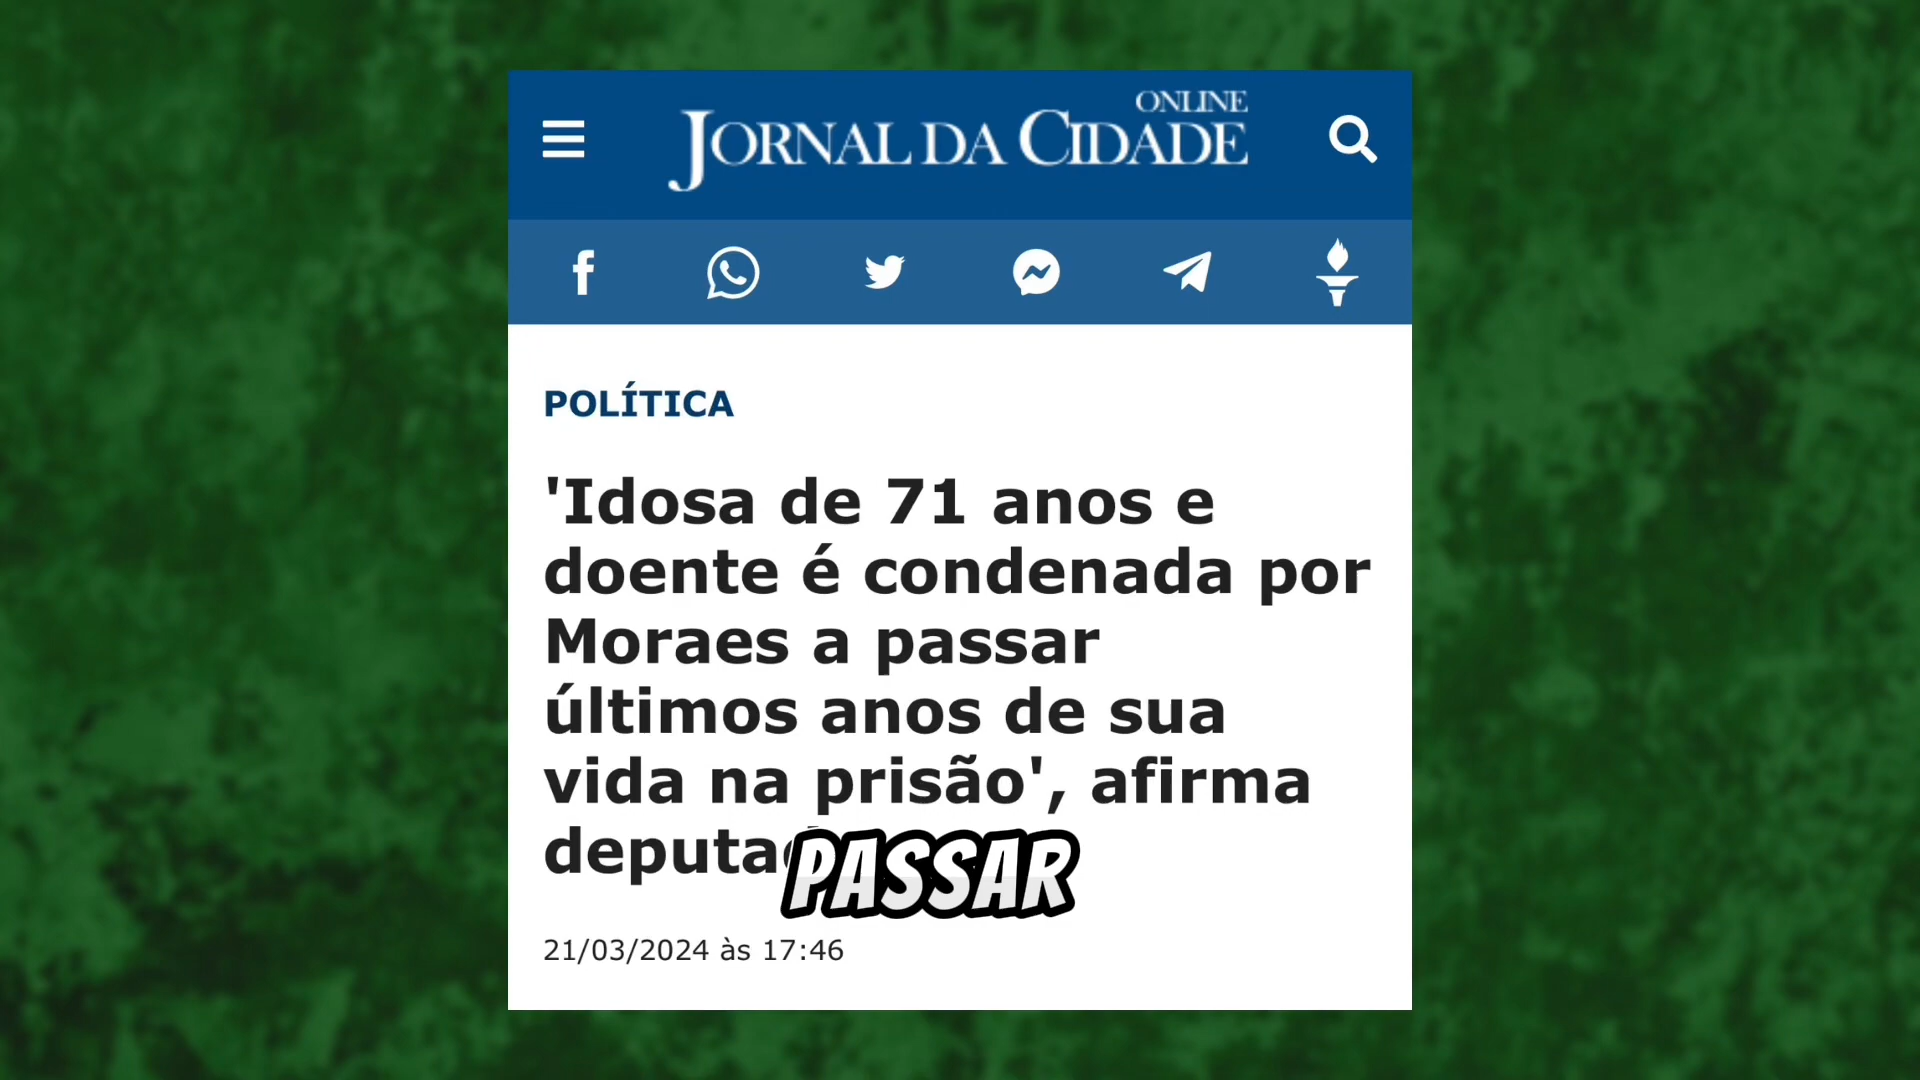 ONLINE
JORNAL DA CIDADE
POLÍTICA
'Idosa de 71 anos e
doente é condenada por
Moraes a passar
últimos anos de sua
vida na prisão', afirma
PASSAR
21/03/2024 às 17:46